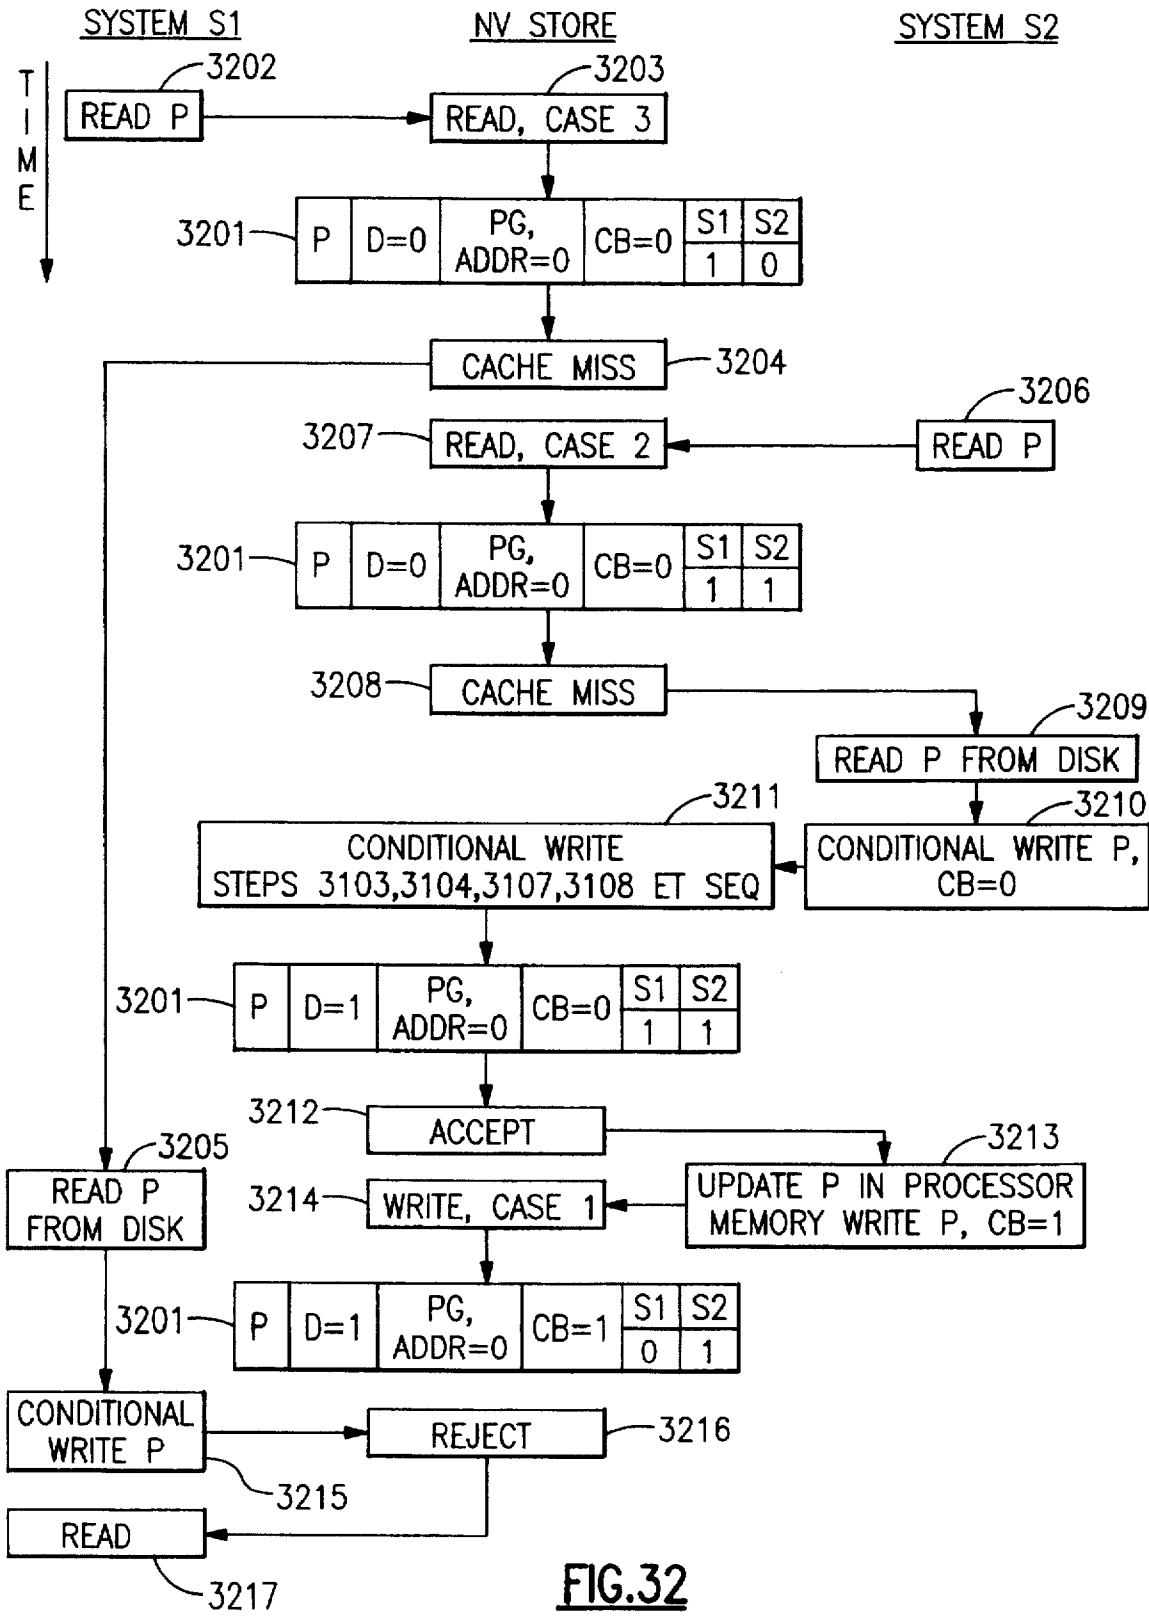 SYSTEM S1
NV STORE
SYSTEM S2
TIME
3202
3203
READ P
READ, CASE 3
3201
P
D=0
PG,
ADDR=0
CB=0
S1
S2
1
0
CACHE MISS
3204
3206
3207
READ, CASE 2
READ P
3201
P
D=0
PG,
ADDR=0
CB=0
S1
S2
1
1
3208
CACHE MISS
3209
READ P FROM DISK
3211
3210
CONDITIONAL WRITE
STEPS 3103,3104,3107,3108 ET SEQ
CONDITIONAL WRITE P,
CB=0
3201
P
D=1
PG,
ADDR=0
CB=0
S1
S2
1
1
3212
ACCEPT
3213
3205
READ P
FROM DISK
3214
WRITE, CASE 1
UPDATE P IN PROCESSOR
MEMORY WRITE P, CB=1
3201
P
D=1
PG,
ADDR=0
CB=1
S1
S2
0
1
CONDITIONAL
WRITE P
REJECT
3216
3215
READ
3217
FIG.32